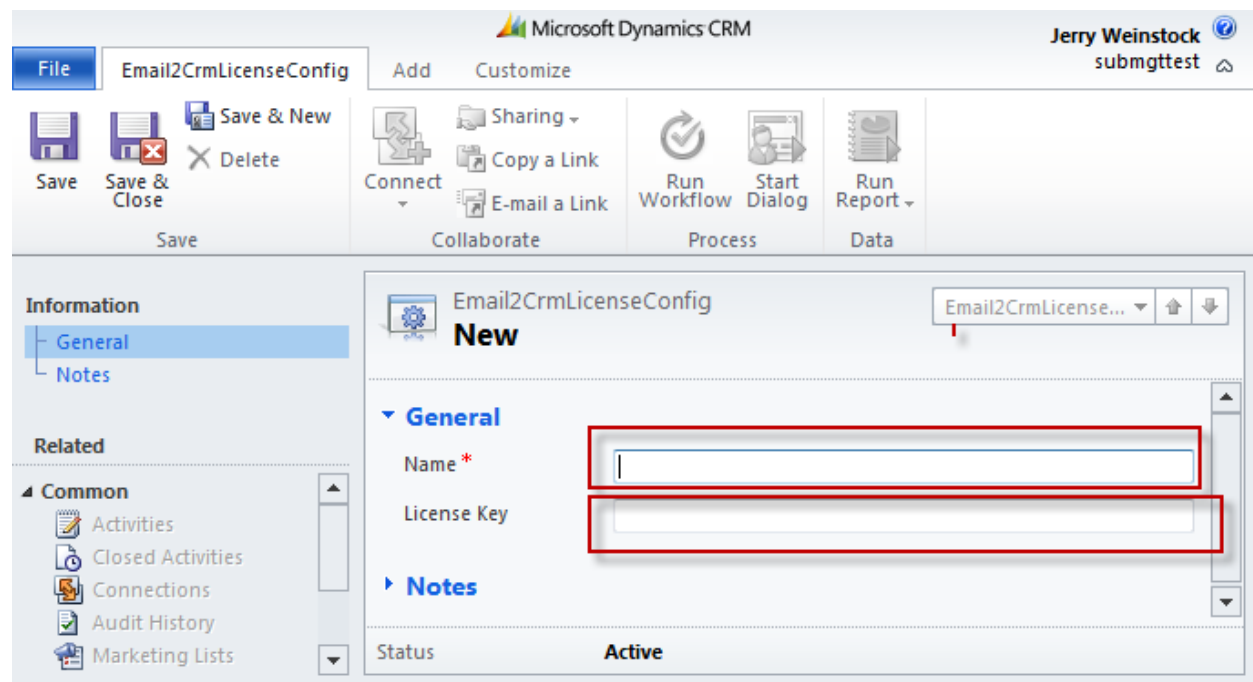 Microsoft Dynamics CRM
Jerry Weinstock
submgttest
File
Email2CrmLicenseConfig
Add
Customize
Save
Save & Close
Save & New
Delete
Save
Connect
Sharing
Copy a Link
E-mail a Link
Collaborate
Run Workflow
Start Dialog
Process
Run Report
Data
Information
General
Notes
Related
Common
Activities
Closed Activities
Connections
Audit History
Marketing Lists
Email2CrmLicenseConfig
New
Email2CrmLicense...
General
Name *
License Key
Notes
Status
Active